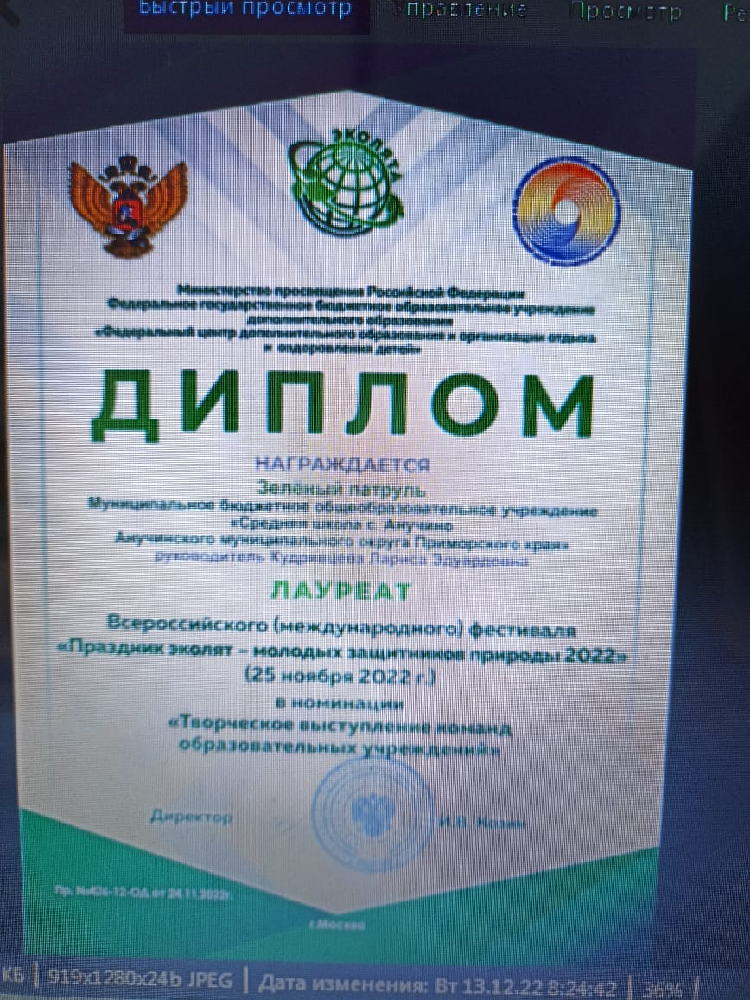 Быстрый просмотр Управление Просмотр Ре
ЭКОЛЯТА
Министерство просвещения Российской Федерации
Федеральное государственное бюджетное образовательное учреждение
дополнительного образования
«Федеральный центр дополнительного образования и организации отдыха
и оздоровления детей»
ДИПЛОМ
НАГРАЖДАЕТСЯ
Зелёный патруль
Муниципальное бюджетное общеобразовательное учреждение
«Средняя школа с. Анучино
Анучинского муниципального округа Приморского края»
руководитель Кудрявцева Лариса Эдуардовна
ЛАУРЕАТ
Всероссийского (международного) фестиваля
«Праздник эколят – молодых защитников природы 2022»
(25 ноября 2022 г.)
в номинации
«Творческое выступление команд
образовательных учреждений»
Директор И.В. Козин
Пр. №426-12-ОД от 24.11.2022г.
г.Москва
КБ | 919x1280x24b JPEG | Дата изменения: Вт 13.12.22 8:24:42 | 36% |